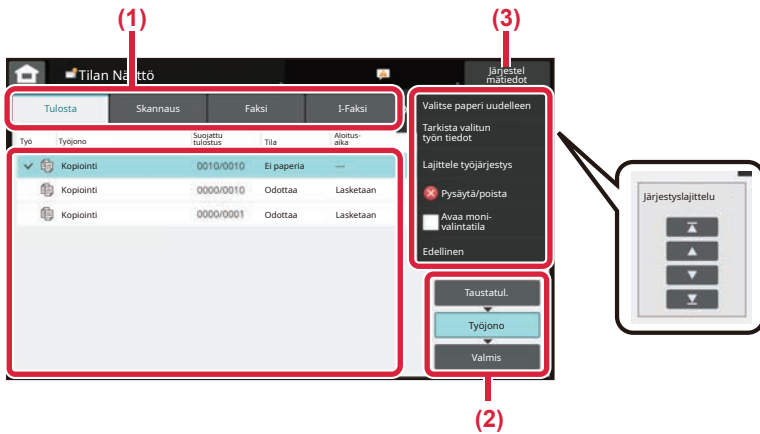 (1)
(3)
Tilan Näyttö
Järjestel
mätiedot
Tulosta
Skannaus
Faksi
I-Faksi
Työ
Työjono
Suojattu
tulostus
Tila
Aloitus-
aika
Kopiointi
0010/0010
Ei paperia
—
Kopiointi
0000/0010
Odottaa
Lasketaan
Kopiointi
0000/0001
Odottaa
Lasketaan
Valitse paperi uudelleen
Tarkista valitun
työn tiedot
Lajittele työjärjestys
Pysäytä/poista
Avaa moni-
valintatila
Edellinen
Taustatul.
Työjono
Valmis
Järjestyslajittelu
(2)